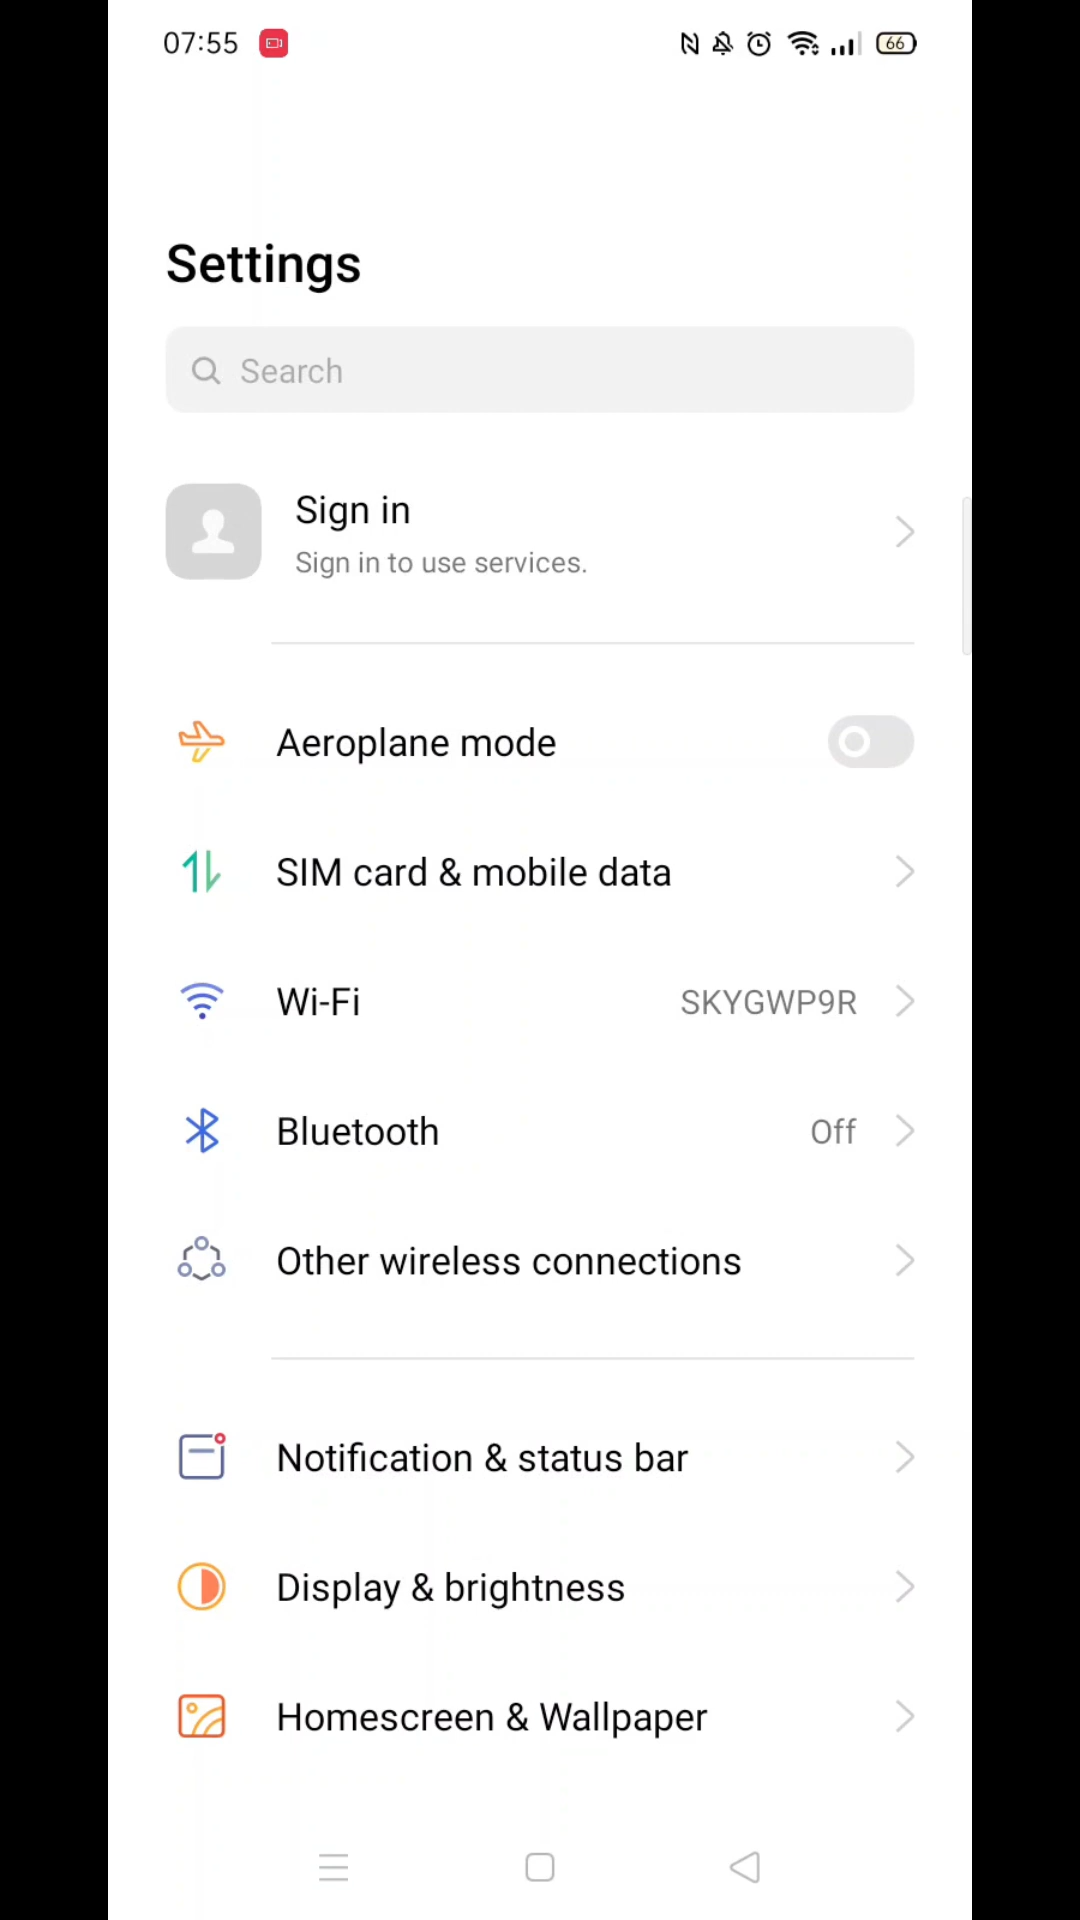 07:55 66
Settings
Search
Sign in
Sign in to use services.
Aeroplane mode
SIM card & mobile data
Wi-Fi SKYGWP9R
Bluetooth Off
Other wireless connections
Notification & status bar
Display & brightness
Homescreen & Wallpaper